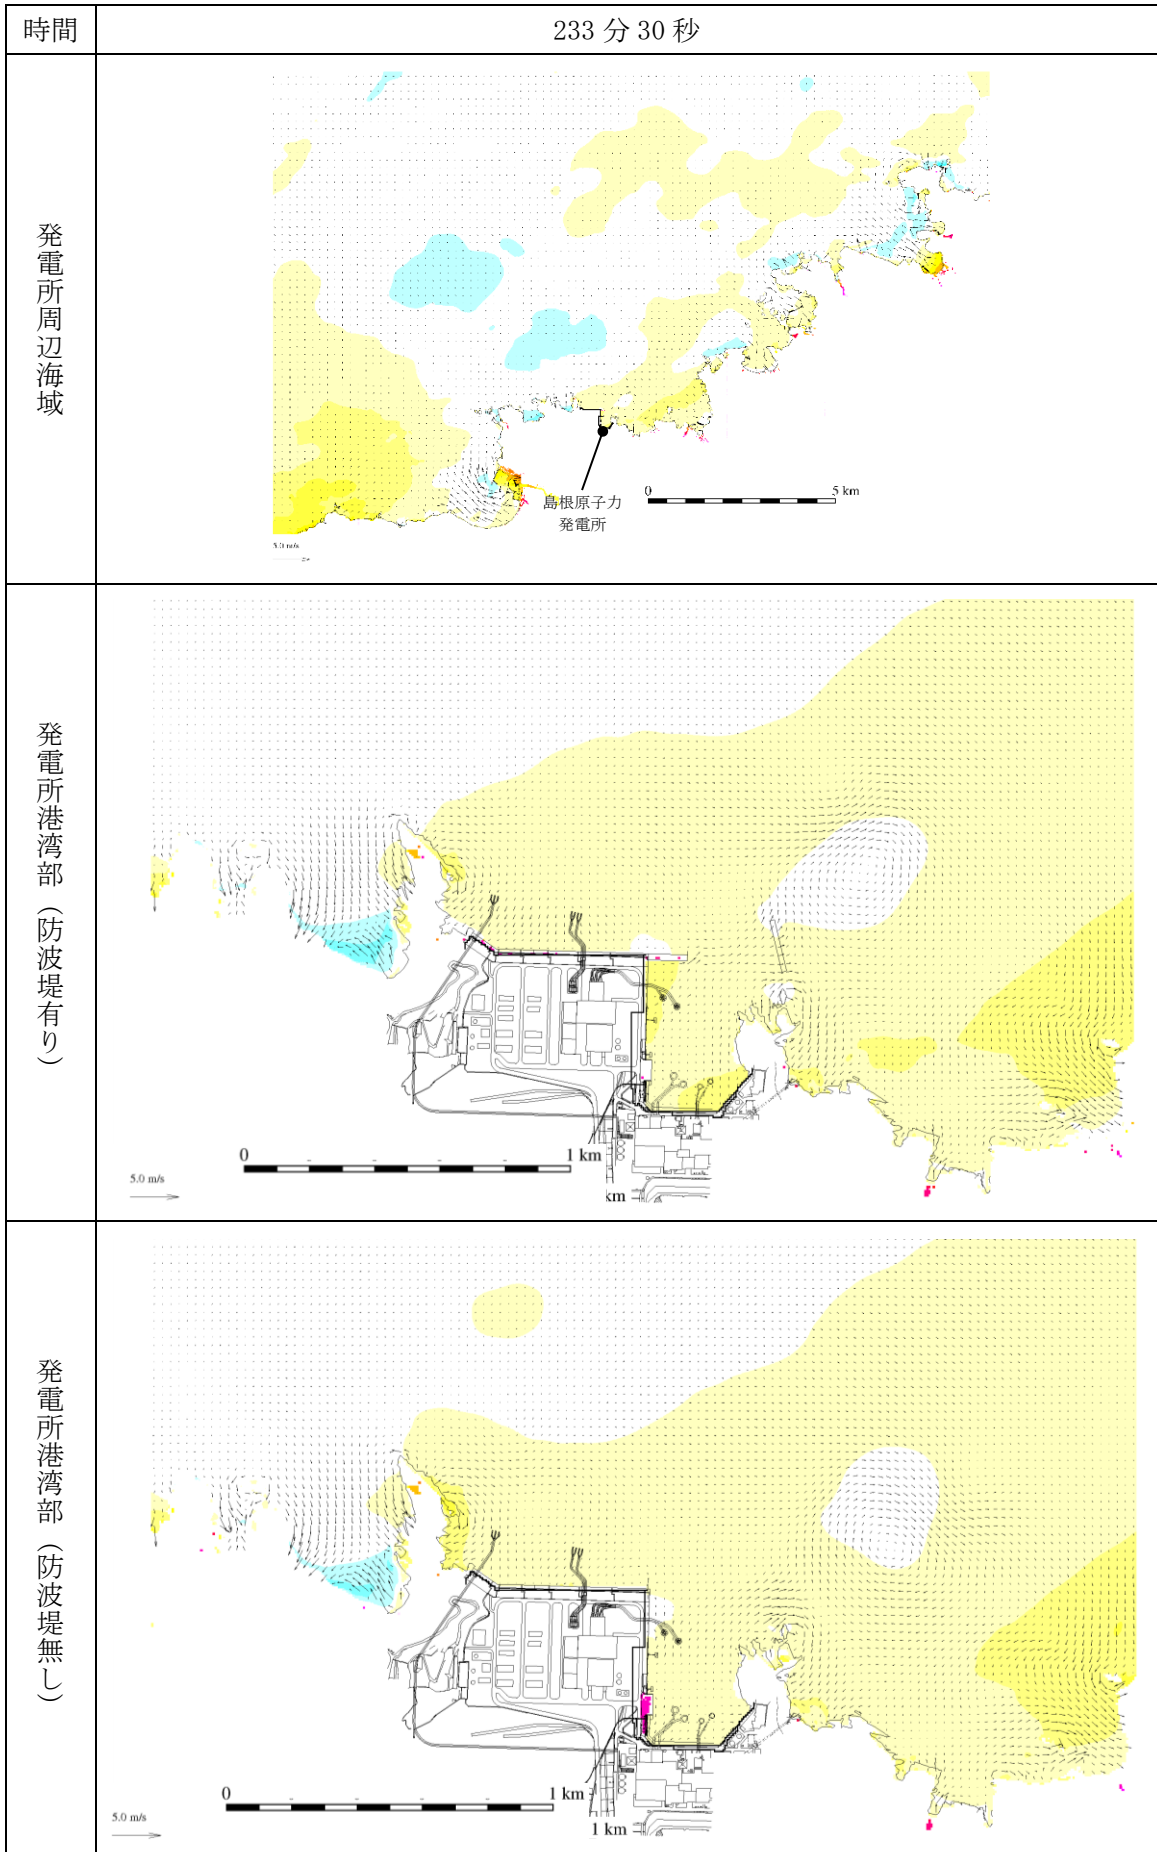 時間
233 分 30 秒
発電所周辺海域
島根原子力
発電所
0
5 km
5.0 m/s
発電所港湾部（防波堤有り）
0
1 km
km
5.0 m/s
発電所港湾部（防波堤無し）
0
1 km
1 km
5.0 m/s